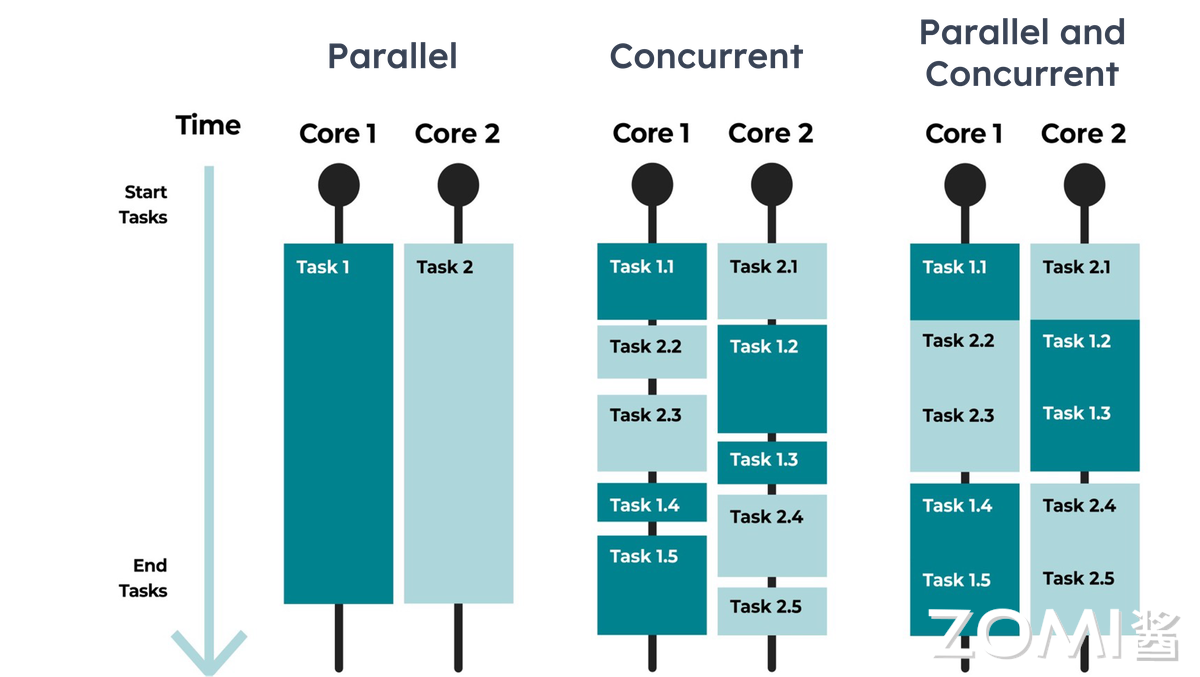 Parallel
Concurrent
Parallel and
Concurrent
Time
Core 1
Core 2
Core 1
Core 2
Core 1
Core 2
Start
Tasks
End
Tasks
Task 1
Task 2
Task 1.1
Task 2.2
Task 2.3
Task 1.4
Task 1.5
Task 2.1
Task 1.2
Task 1.3
Task 2.4
Task 2.5
Task 1.1
Task 2.2
Task 2.3
Task 1.4
Task 1.5
Task 2.1
Task 1.2
Task 1.3
Task 2.4
Task 2.5
ZOMI酱